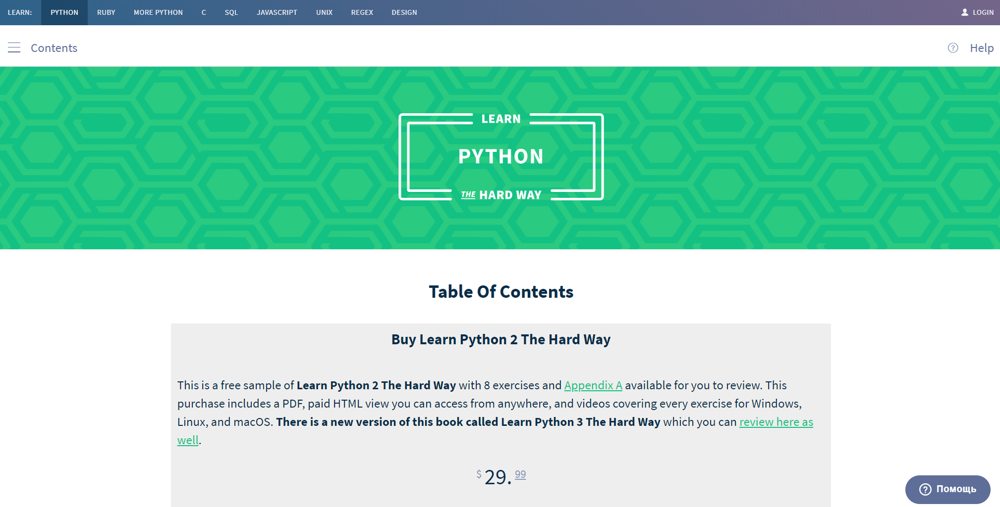 LEARN: PYTHON RUBY MORE PYTHON C SQL JAVASCRIPT UNIX REGEX DESIGN LOGIN
Contents Help
LEARN
PYTHON
THE HARD WAY
Table Of Contents
Buy Learn Python 2 The Hard Way
This is a free sample of Learn Python 2 The Hard Way with 8 exercises and Appendix A available for you to review. This
purchase includes a PDF, paid HTML view you can access from anywhere, and videos covering every exercise for Windows,
Linux, and macOS. There is a new version of this book called Learn Python 3 The Hard Way which you can review here as
well.
$ 29. 99
Помощь